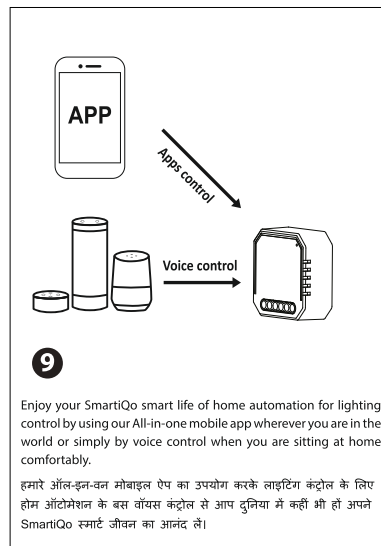 APP
Apps control
Voice control
9
Enjoy your SmartiQo smart life of home automation for lighting
control by using our All-in-one mobile app wherever you are in the
world or simply by voice control when you are sitting at home
comfortably.
हमारे ऑल-इन-वन मोबाइल ऐप का उपयोग करके लाइटिंग कंट्रोल के लिए
होम ऑटोमेशन के बस वॉयस कंट्रोल से आप दुनिया में कहीं भी हों अपने
SmartiQo स्मार्ट जीवन का आनंद लें।